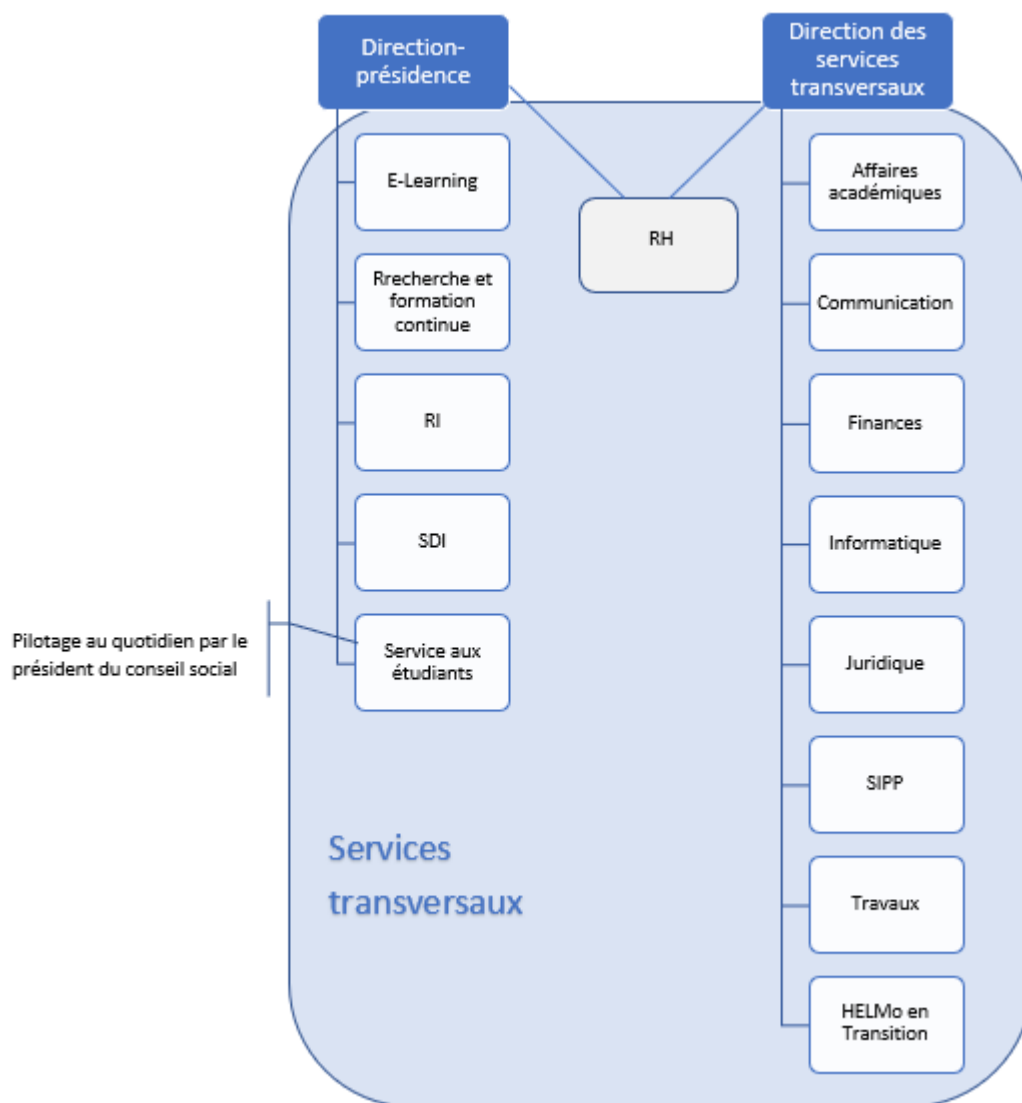 Direction-
présidence
Direction des
services
transversaux
E-Learning
Rrecherche et
formation
continue
RI
SDI
Service aux
étudiants
Pilotage au quotidien par le
président du conseil social
RH
Affaires
académiques
Communication
Finances
Informatique
Juridique
SIPP
Travaux
HELMo en
Transition
Services
transversaux